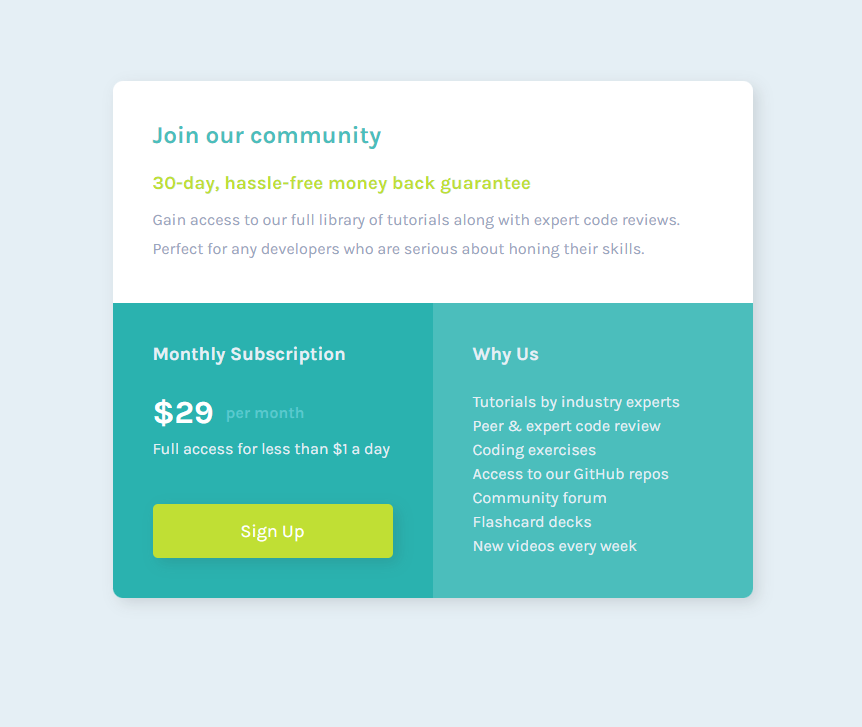 Join our community
30-day, hassle-free money back guarantee
Gain access to our full library of tutorials along with expert code reviews.
Perfect for any developers who are serious about honing their skills.
Monthly Subscription
$29 per month
Full access for less than $1 a day
Sign Up
Why Us
Tutorials by industry experts
Peer & expert code review
Coding exercises
Access to our GitHub repos
Community forum
Flashcard decks
New videos every week